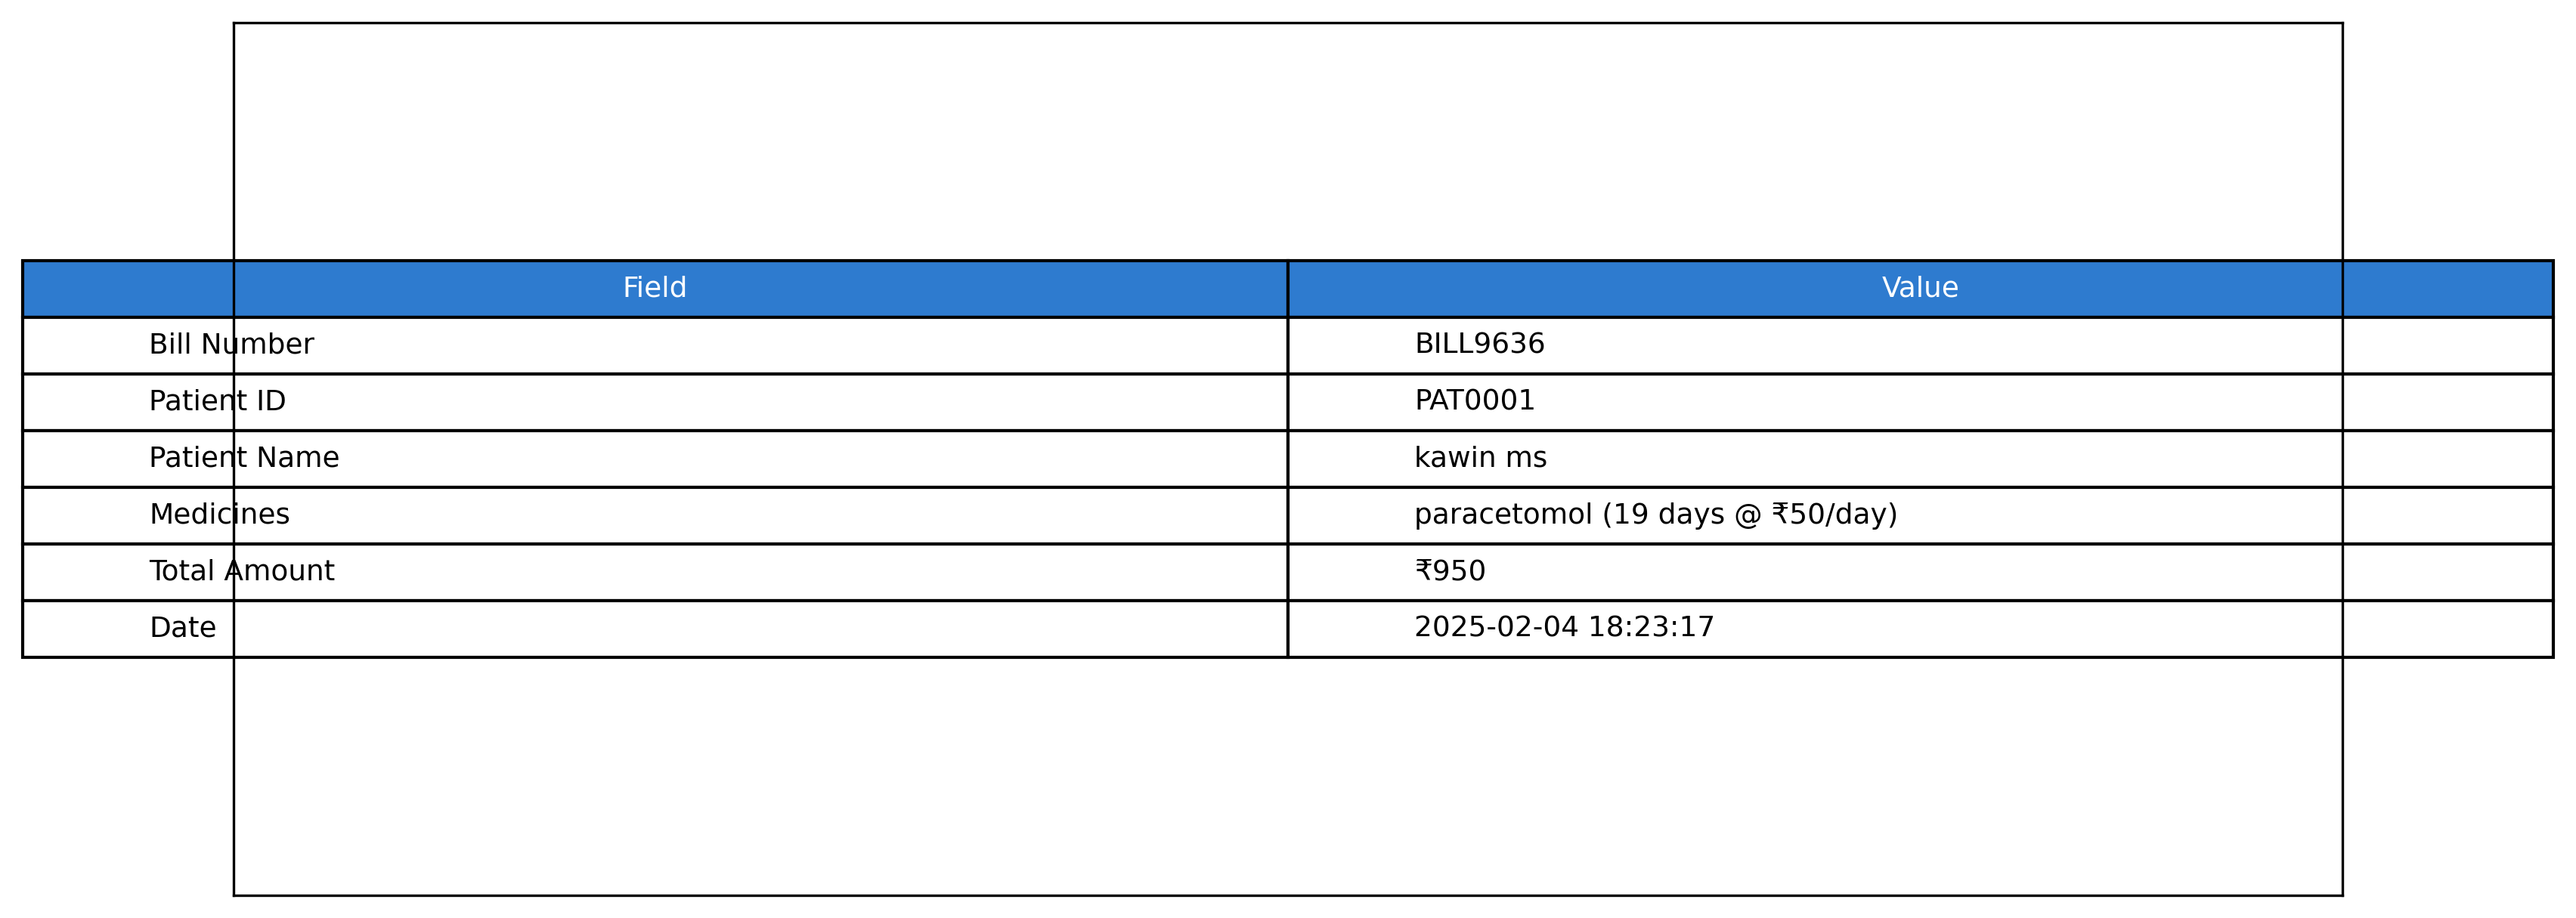 Field Value
Bill Number BILL9636
Patient ID PAT0001
Patient Name kawin ms
Medicines paracetomol (19 days @ ₹50/day)
Total Amount ₹950
Date 2025-02-04 18:23:17